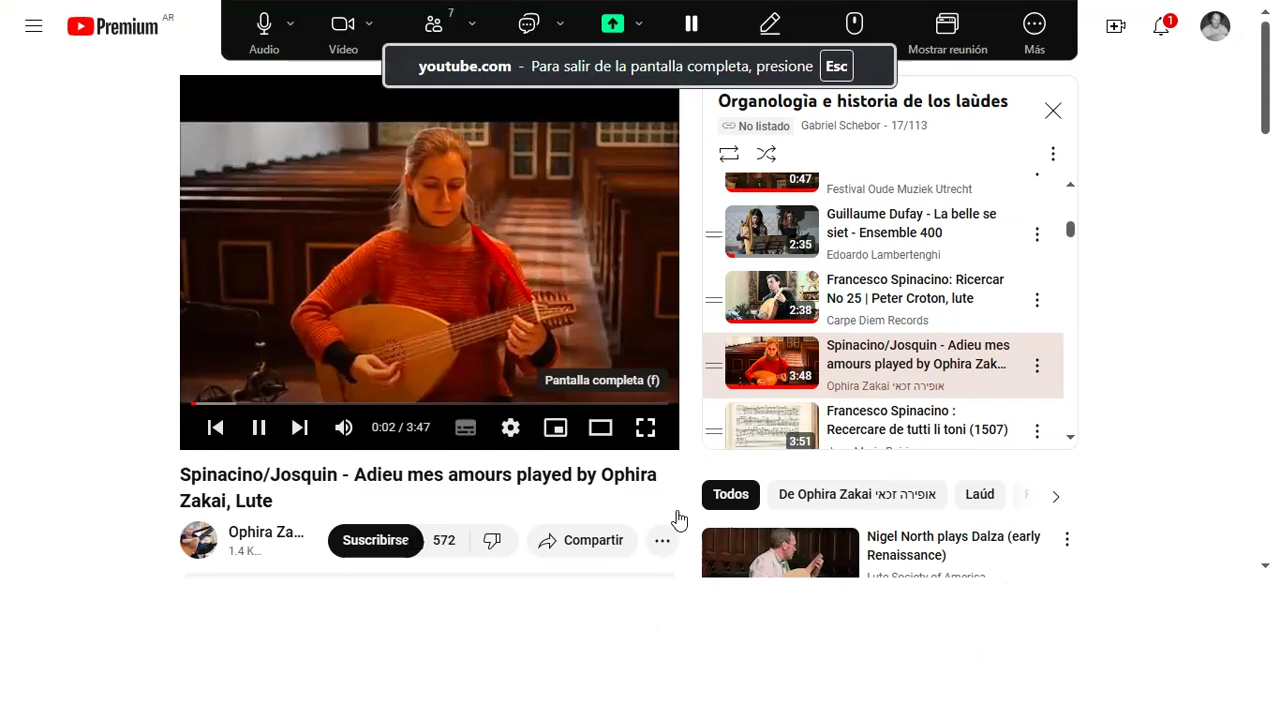 Premium AR
Audio
Vídeo
7
Mostrar reunión
Más
1
youtube.com - Para salir de la pantalla completa, presione Esc
Pantalla completa (f)
0:02 / 3:47
Spinacino/Josquin - Adieu mes amours played by Ophira
Zakai, Lute
Ophira Za...
1.4 K...
Suscribirse
572
Compartir
Organologìa e historia de los laùdes
No listado
Gabriel Schebor - 17/113
0:47
Festival Oude Muziek Utrecht
Guillaume Dufay - La belle se
siet - Ensemble 400
2:35
Edoardo Lambertenghi
Francesco Spinacino: Ricercar
No 25 | Peter Croton, lute
2:38
Carpe Diem Records
Spinacino/Josquin - Adieu mes
amours played by Ophira Zak...
3:48
Ophira Zakai אופירה זכאי
Francesco Spinacino :
Recercare de tutti li toni (1507)
3:51
Todos
De Ophira Zakai אופירה זכאי
Laúd
Nigel North plays Dalza (early
Renaissance)
Lute Society of America